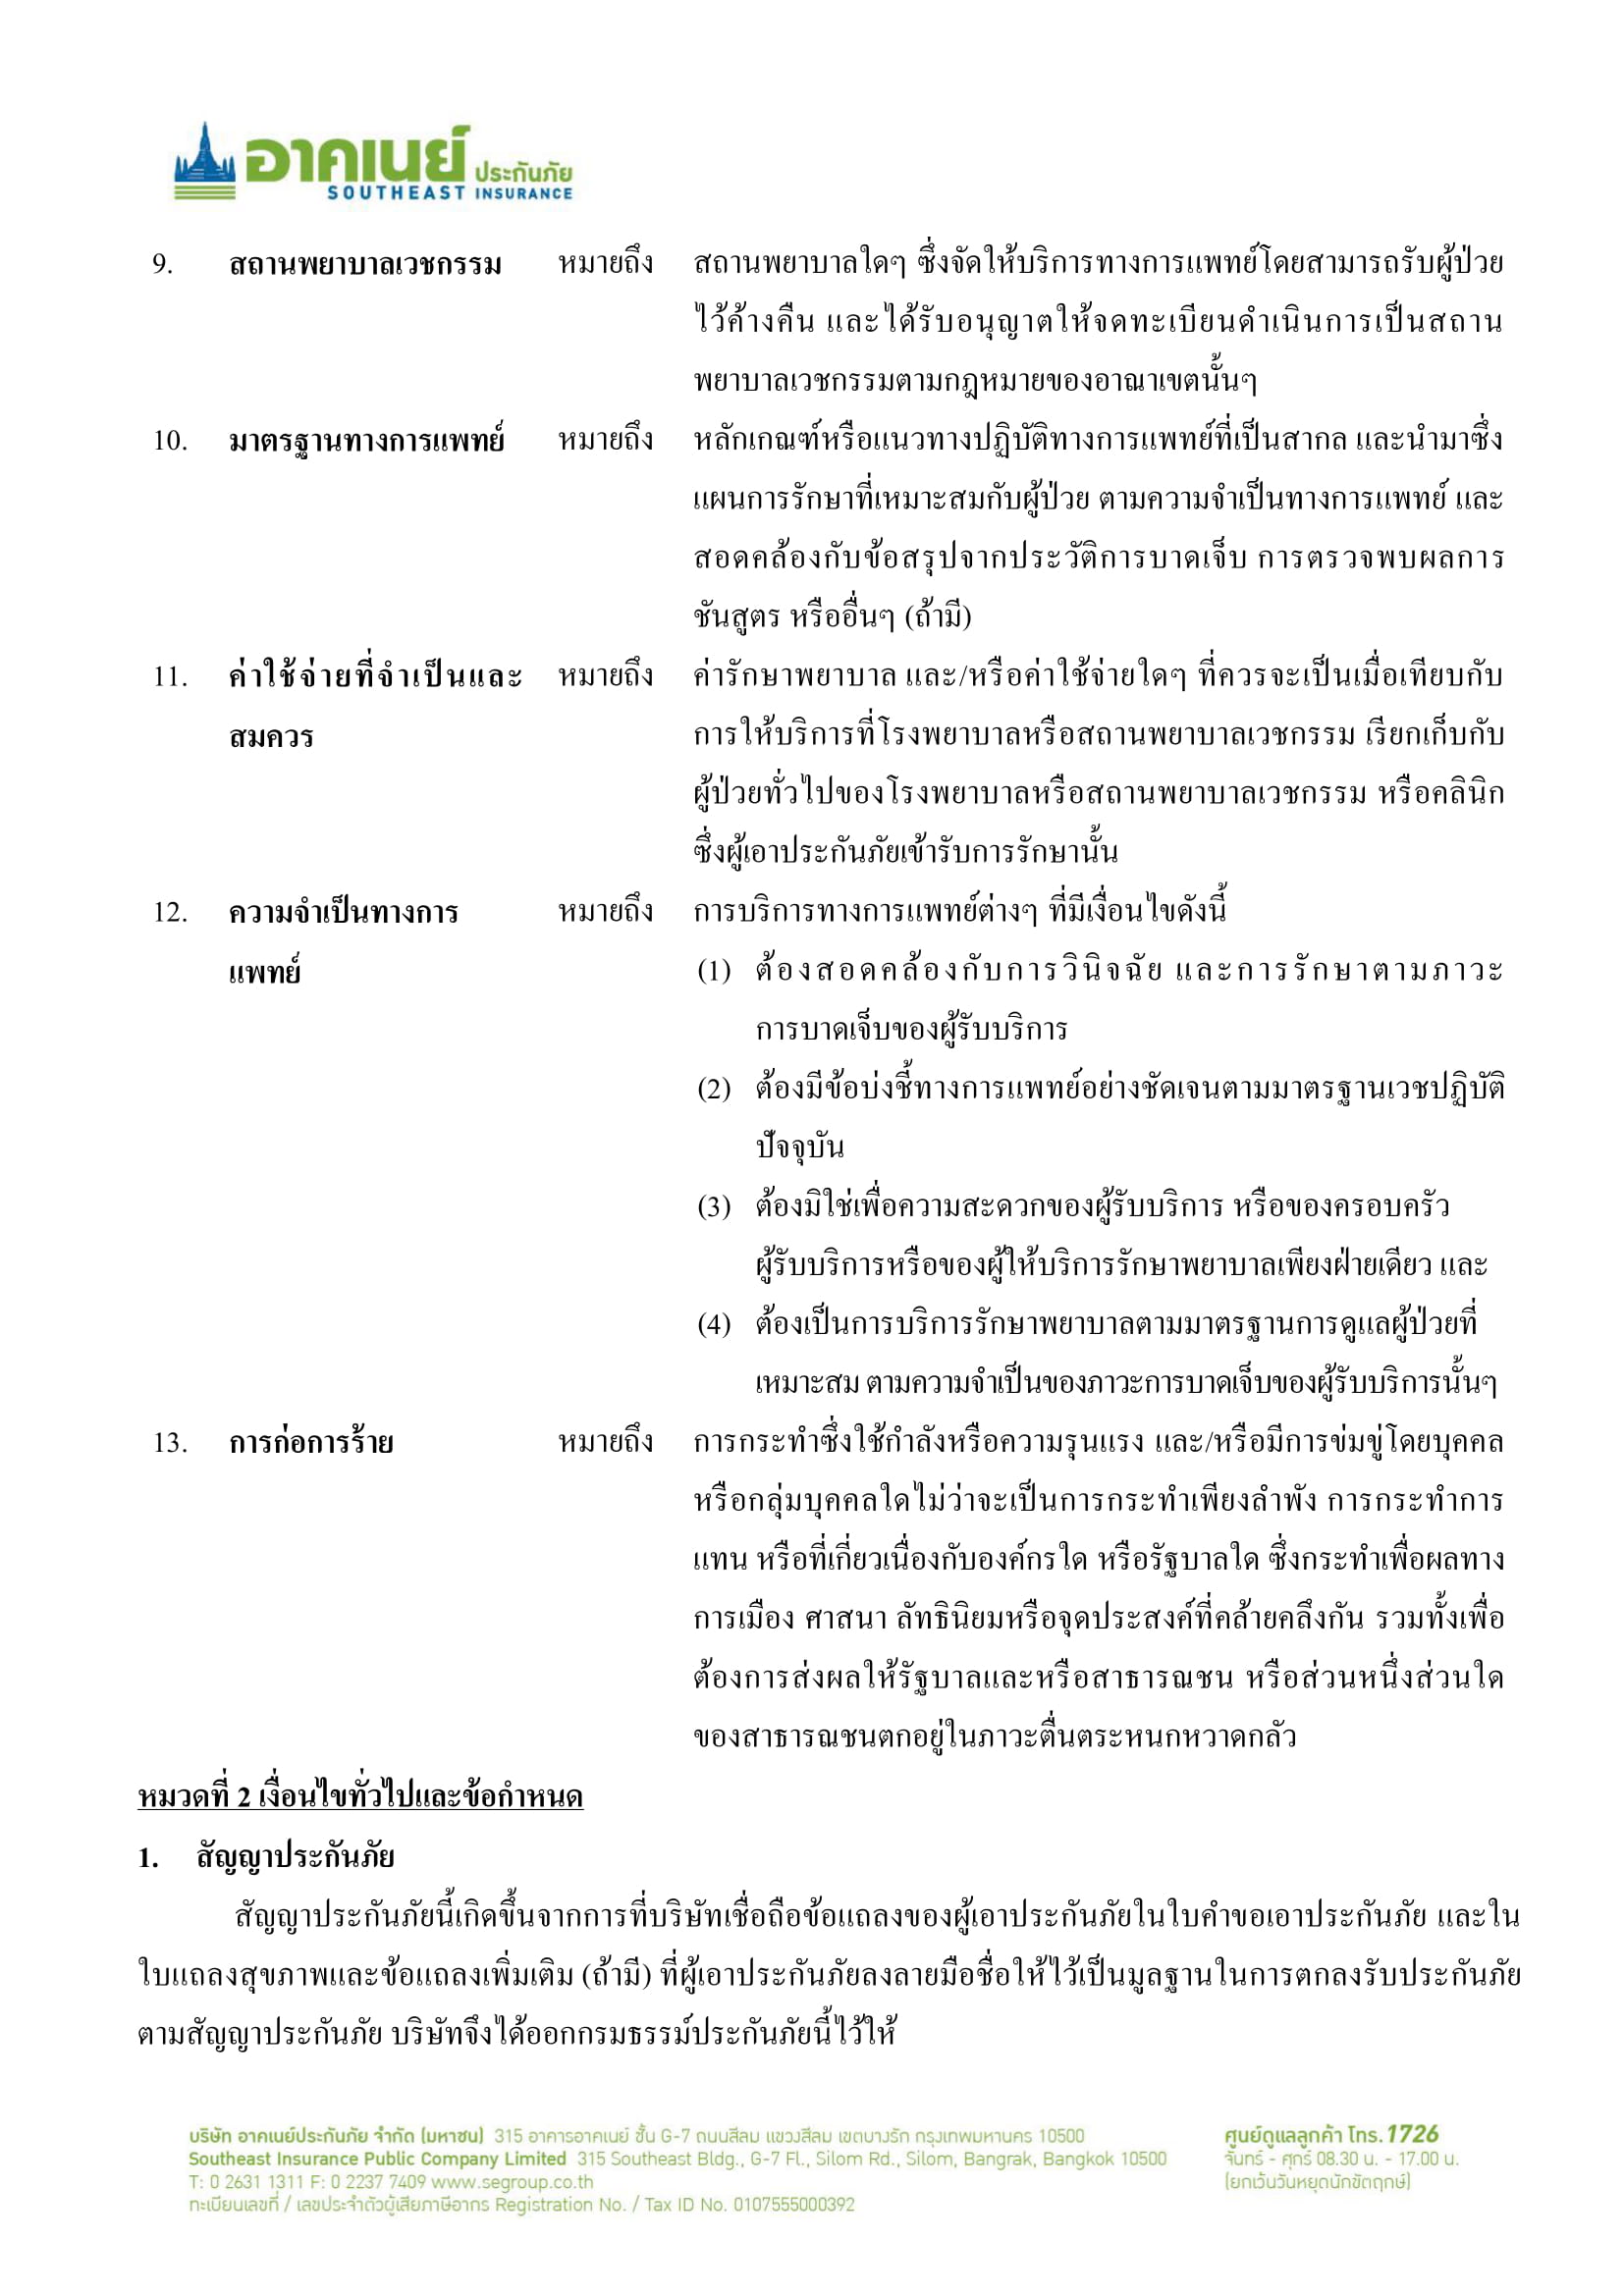 อาคเนย์ ประกันภัย
SOUTHEAST INSURANCE
9. สถานพยาบาลเวชกรรม หมายถึง สถานพยาบาลใดๆ ซึ่งจัดให้บริการทางการแพทย์โดยสามารถรับผู้ป่วย
ไว้ค้างคืน และได้รับอนุญาตให้จดทะเบียนดำเนินการเป็นสถาน
พยาบาลเวชกรรมตามกฎหมายของอาณาเขตนั้นๆ
10. มาตรฐานทางการแพทย์ หมายถึง หลักเกณฑ์หรือแนวทางปฏิบัติทางการแพทย์ที่เป็นสากล และนำมาซึ่ง
แผนการรักษาที่เหมาะสมกับผู้ป่วย ตามความจำเป็นทางการแพทย์ และ
สอดคล้องกับข้อสรุปจากประวัติการบาดเจ็บ การตรวจพบผลการ
ชันสูตร หรืออื่นๆ (ถ้ามี)
11. ค่าใช้จ่ายที่จำเป็นและ หมายถึง ค่ารักษาพยาบาล และ/หรือค่าใช้จ่ายใดๆ ที่ควรจะเป็นเมื่อเทียบกับ
สมควร การให้บริการที่โรงพยาบาลหรือสถานพยาบาลเวชกรรม เรียกเก็บกับ
ผู้ป่วยทั่วไปของโรงพยาบาลหรือสถานพยาบาลเวชกรรม หรือคลินิก
ซึ่งผู้เอาประกันภัยเข้ารับการรักษานั้น
12. ความจำเป็นทางการ หมายถึง การบริการทางการแพทย์ต่างๆ ที่มีเงื่อนไขดังนี้
แพทย์ (1) ต้องสอดคล้องกับการวินิจฉัย และการรักษาตามภาวะ
การบาดเจ็บของผู้รับบริการ
(2) ต้องมีข้อบ่งชี้ทางการแพทย์อย่างชัดเจนตามมาตรฐานเวชปฏิบัติ
ปัจจุบัน
(3) ต้องมิใช่เพื่อความสะดวกของผู้รับบริการ หรือของครอบครัว
ผู้รับบริการหรือของผู้ให้บริการรักษาพยาบาลเพียงฝ่ายเดียว และ
(4) ต้องเป็นการบริการรักษาพยาบาลตามมาตรฐานการดูแลผู้ป่วยที่
เหมาะสม ตามความจำเป็นของภาวะการบาดเจ็บของผู้รับบริการนั้นๆ
13. การก่อการร้าย หมายถึง การกระทำซึ่งใช้กำลังหรือความรุนแรง และ/หรือมีการข่มขู่โดยบุคคล
หรือกลุ่มบุคคลใดไม่ว่าจะเป็นการกระทำเพียงลำพัง การกระทำการ
แทน หรือที่เกี่ยวเนื่องกับองค์กรใด หรือรัฐบาลใด ซึ่งกระทำเพื่อผลทาง
การเมือง ศาสนา ลัทธินิยมหรือจุดประสงค์ที่คล้ายคลึงกัน รวมทั้งเพื่อ
ต้องการส่งผลให้รัฐบาลและหรือสาธารณชน หรือส่วนหนึ่งส่วนใด
ของสาธารณชนตกอยู่ในภาวะตื่นตระหนกหวาดกลัว
หมวดที่ 2 เงื่อนไขทั่วไปและข้อกำหนด
1. สัญญาประกันภัย
สัญญาประกันภัยนี้เกิดขึ้นจากการที่บริษัทเชื่อถือข้อแถลงของผู้เอาประกันภัยในใบคำขอเอาประกันภัย และใน
ใบแถลงสุขภาพและข้อแถลงเพิ่มเติม (ถ้ามี) ที่ผู้เอาประกันภัยลงลายมือชื่อให้ไว้เป็นมูลฐานในการตกลงรับประกันภัย
ตามสัญญาประกันภัย บริษัทจึงได้ออกกรมธรรม์ประกันภัยนี้ไว้ให้
บริษัท อาคเนย์ประกันภัย จำกัด (มหาชน) 315 อาคารอาคเนย์ ชั้น G-7 ถนนสีลม แขวงสีลม เขตบางรัก กรุงเทพมหานคร 10500 ศูนย์ดูแลลูกค้า โทร.1726
Southeast Insurance Public Company Limited 315 Southeast Bldg., G-7 Fl., Silom Rd., Silom, Bangrak, Bangkok 10500 จันทร์ - ศุกร์ 08.30 น. - 17.00 น.
T: 0 2631 1311 F: 0 2237 7409 www.segroup.co.th (ยกเว้นวันหยุดนักขัตฤกษ์)
ทะเบียนเลขที่ / เลขประจำตัวผู้เสียภาษีอากร Registration No. / Tax ID No. 0107555000392